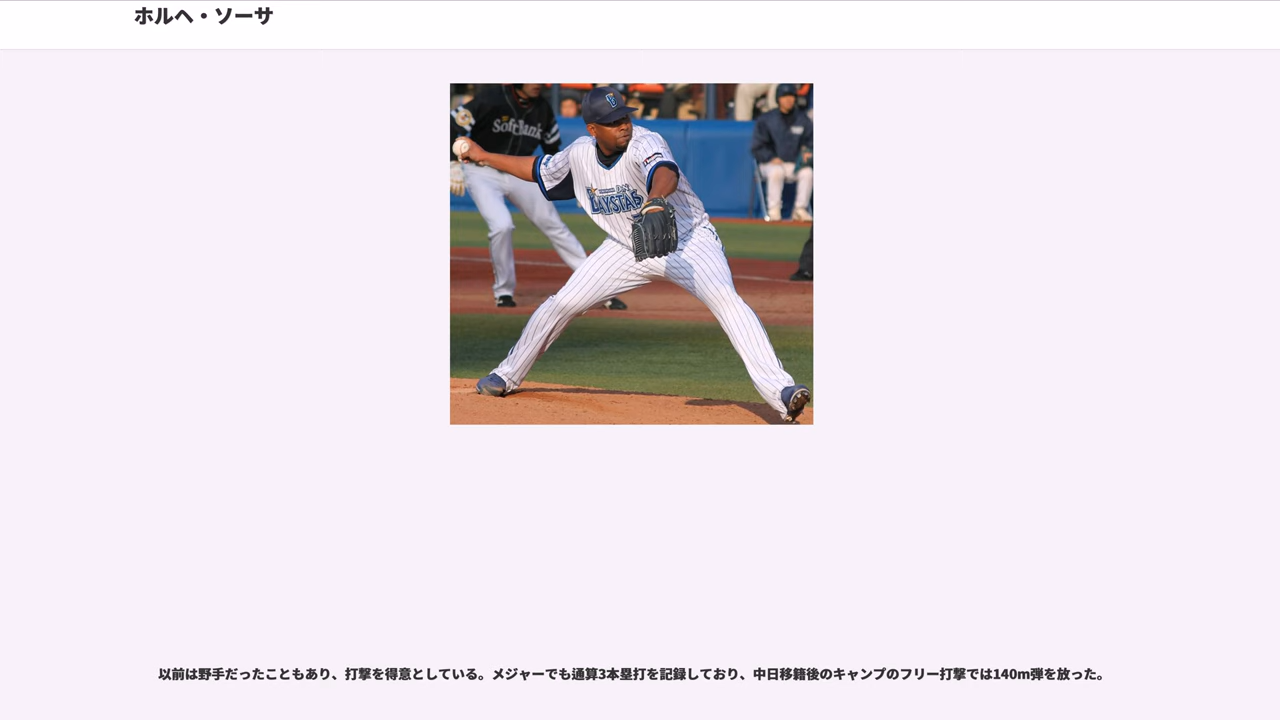 ホルヘ・ソーサ
SoftBank
BAYSTARS
以前は野手だったこともあり、打撃を得意としている。メジャーでも通算3本塁打を記録しており、中日移籍後のキャンプのフリー打撃では140m弾を放った。